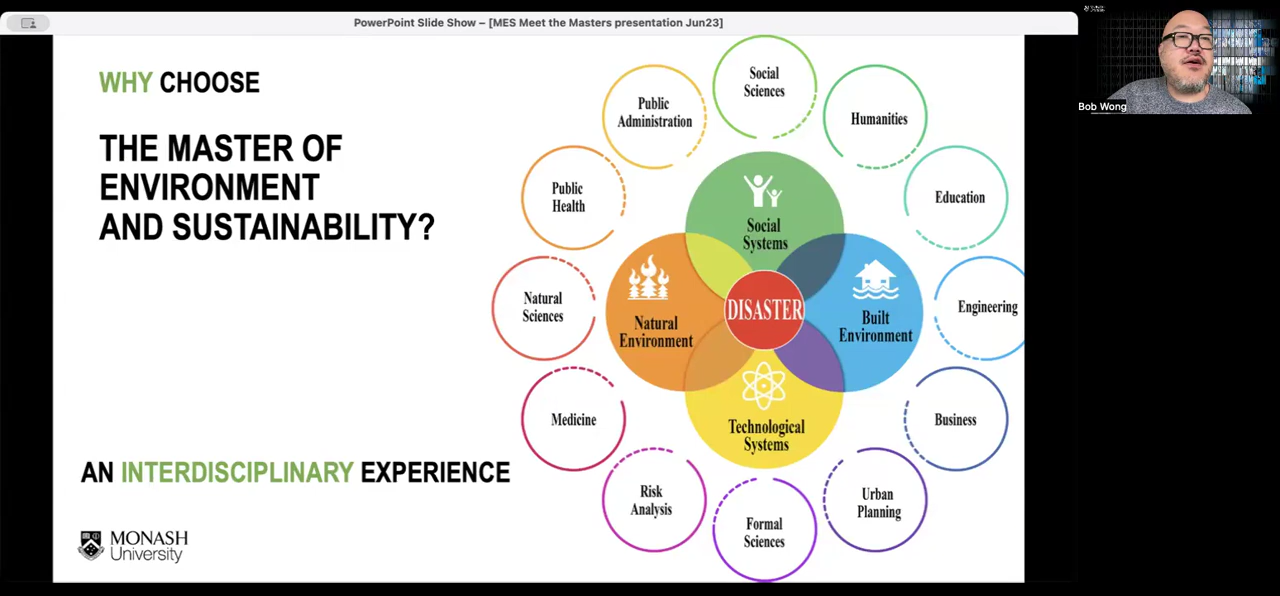 PowerPoint Slide Show – [MES Meet the Masters presentation Jun23]
WHY CHOOSE
THE MASTER OF
ENVIRONMENT
AND SUSTAINABILITY?
AN INTERDISCIPLINARY EXPERIENCE
MONASH
University
Social
Sciences
Humanities
Education
Engineering
Business
Urban
Planning
Formal
Sciences
Risk
Analysis
Medicine
Natural
Sciences
Public
Health
Public
Administration
Social
Systems
Built
Environment
Technological
Systems
Natural
Environment
DISASTER
MONASH
Bob Wong